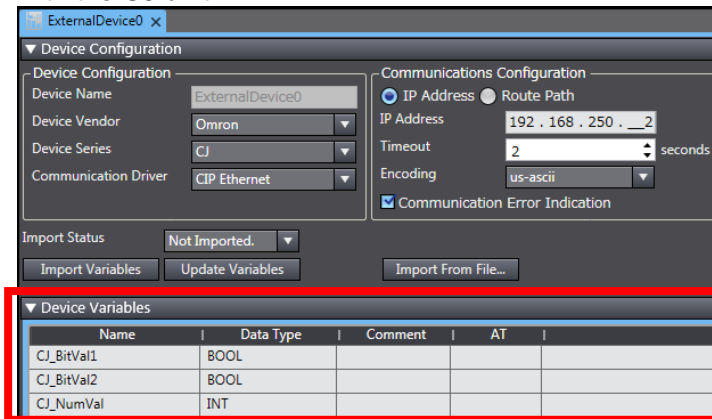 ExternalDevice0 ×
▼ Device Configuration
Device Configuration
Device Name ExternalDevice0
Device Vendor Omron
Device Series CJ
Communication Driver CIP Ethernet
Communications Configuration
IP Address Route Path
IP Address 192 . 168 . 250 . __2
Timeout 2 seconds
Encoding us-ascii
Communication Error Indication
Import Status Not Imported.
Import Variables Update Variables Import From File...
▼ Device Variables
Name | Data Type | Comment | AT |
CJ_BitVal1 BOOL
CJ_BitVal2 BOOL
CJ_NumVal INT